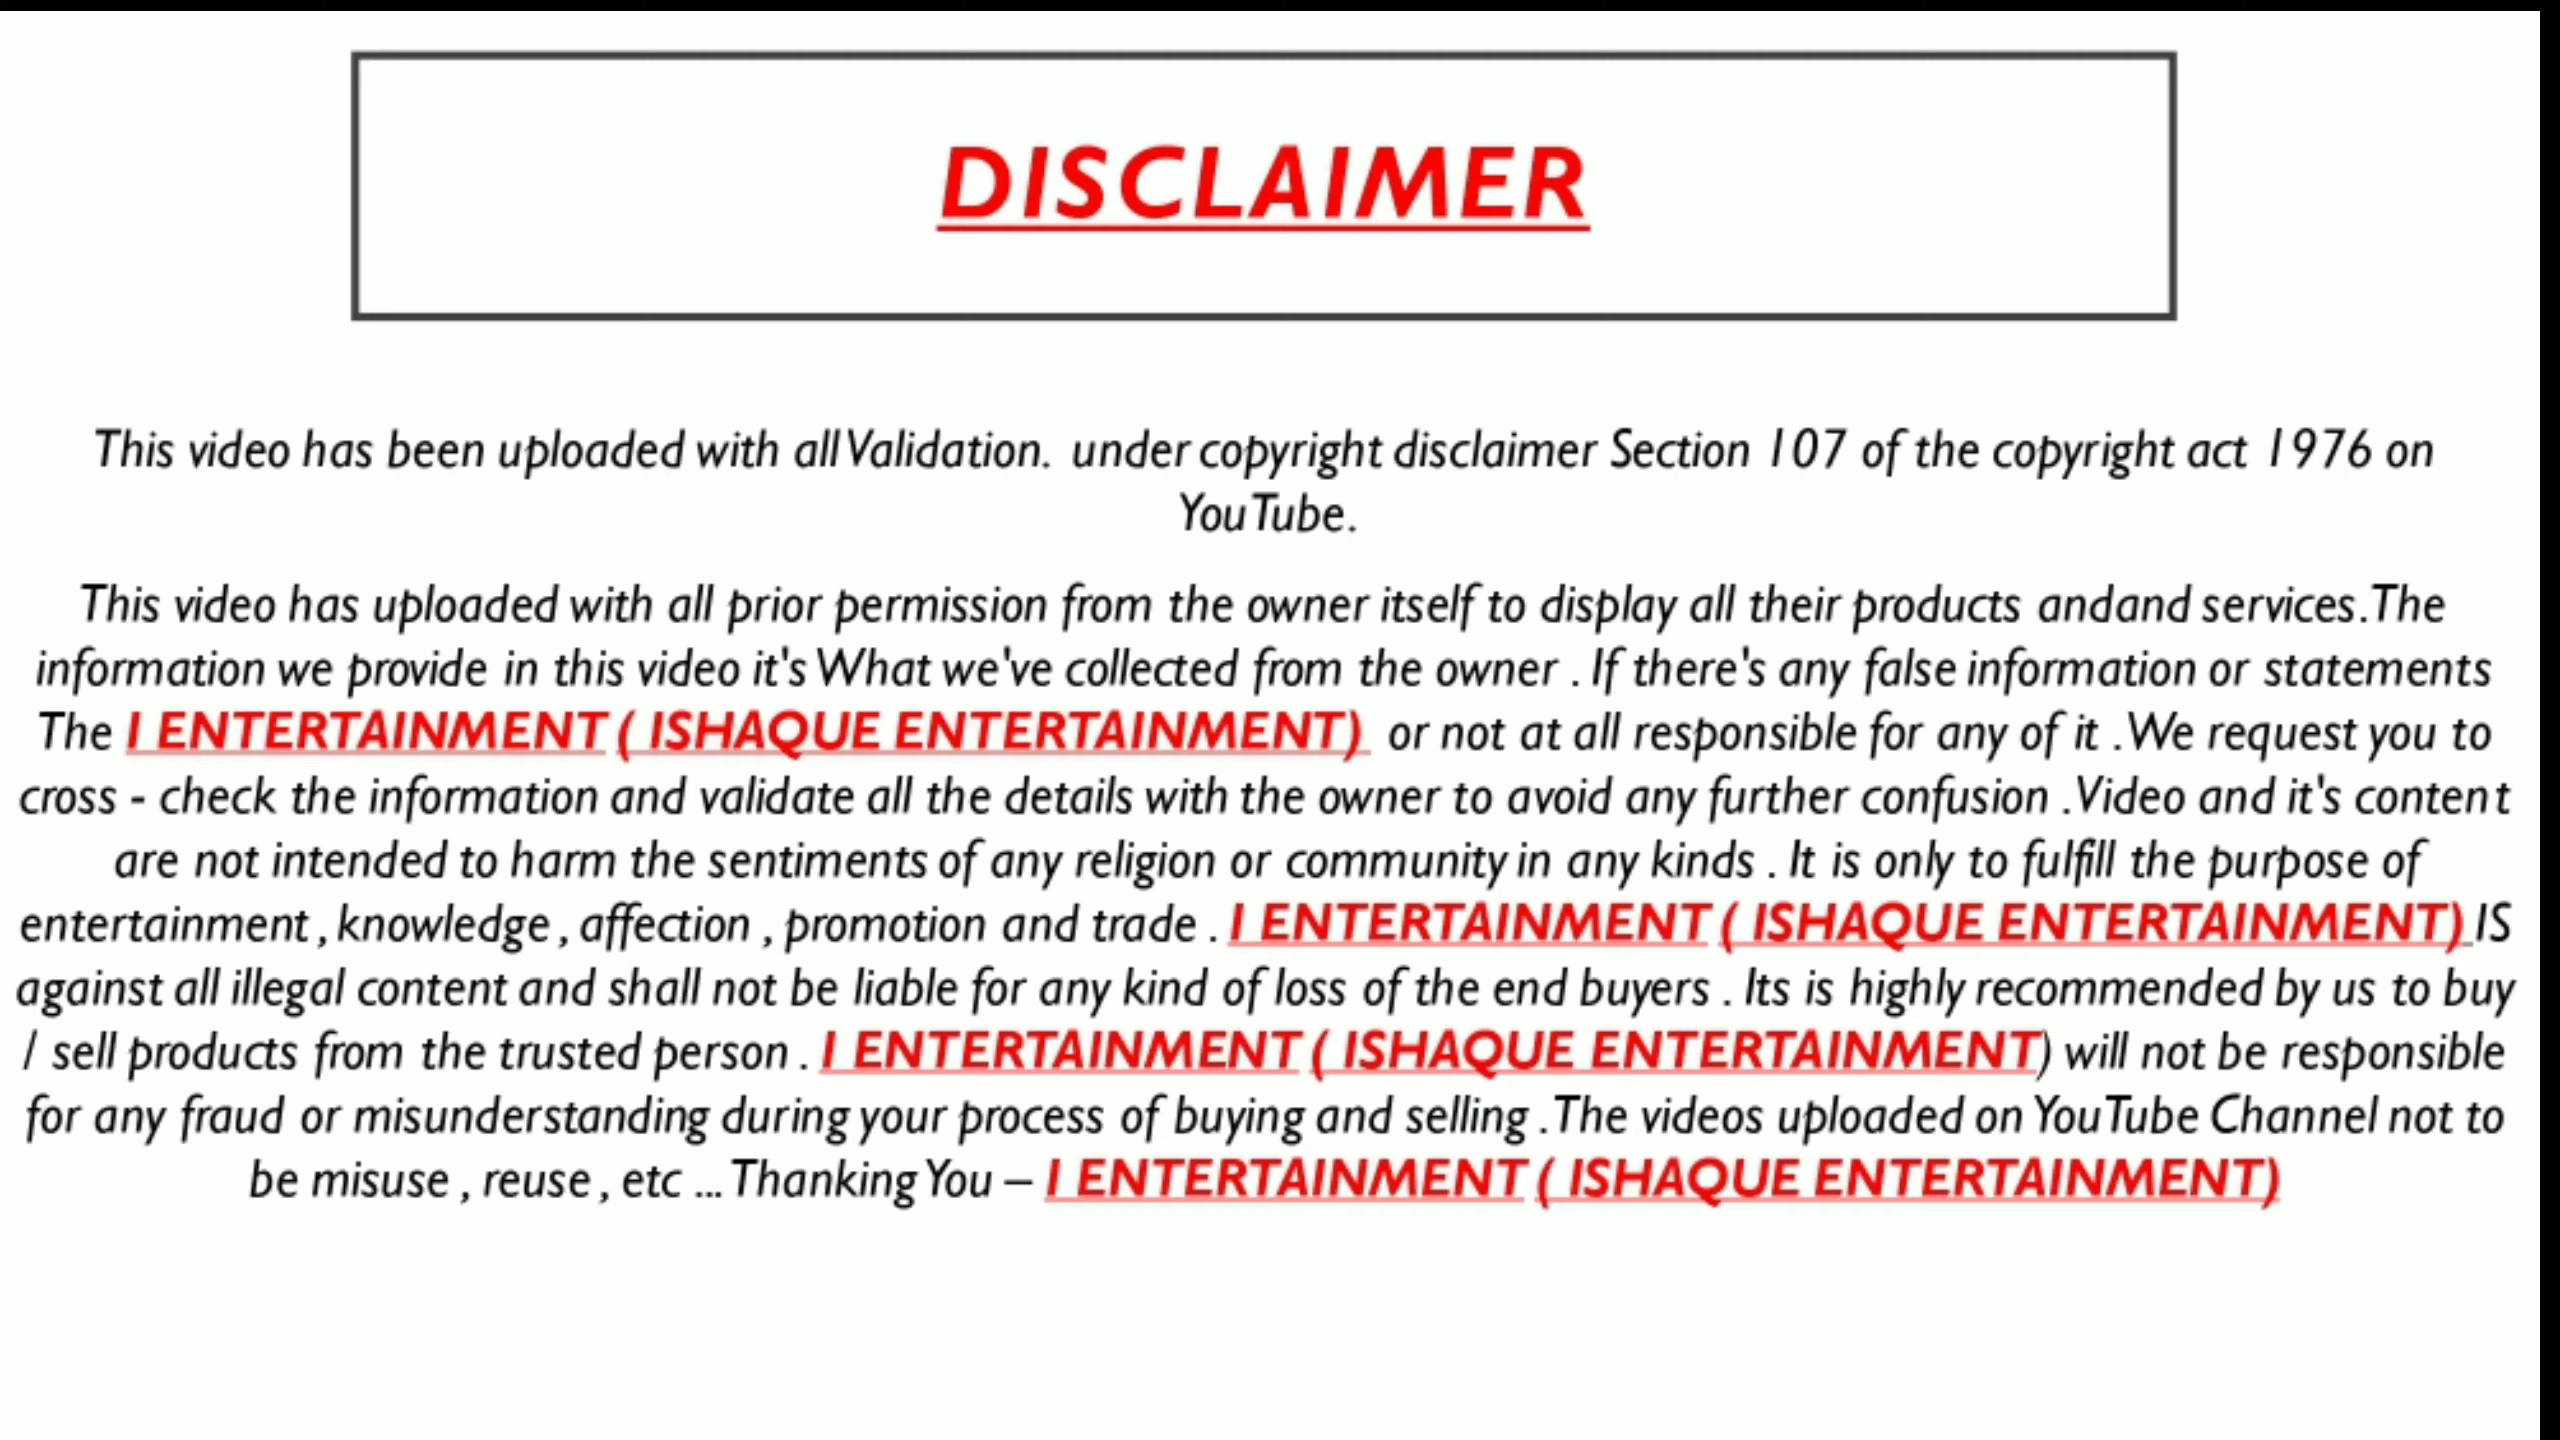 DISCLAIMER
This video has been uploaded with all Validation. under copyright disclaimer Section 107 of the copyright act 1976 on
YouTube.
This video has uploaded with all prior permission from the owner itself to display all their products andand services.The
information we provide in this video it's What we've collected from the owner . If there's any false information or statements
The I ENTERTAINMENT ( ISHAQUE ENTERTAINMENT) or not at all responsible for any of it .We request you to
cross - check the information and validate all the details with the owner to avoid any further confusion .Video and it's content
are not intended to harm the sentiments of any religion or community in any kinds . It is only to fulfill the purpose of
entertainment , knowledge , affection , promotion and trade . I ENTERTAINMENT ( ISHAQUE ENTERTAINMENT) IS
against all illegal content and shall not be liable for any kind of loss of the end buyers . Its is highly recommended by us to buy
/ sell products from the trusted person . I ENTERTAINMENT ( ISHAQUE ENTERTAINMENT) will not be responsible
for any fraud or misunderstanding during your process of buying and selling .The videos uploaded on YouTube Channel not to
be misuse , reuse , etc ... Thanking You – I ENTERTAINMENT ( ISHAQUE ENTERTAINMENT)